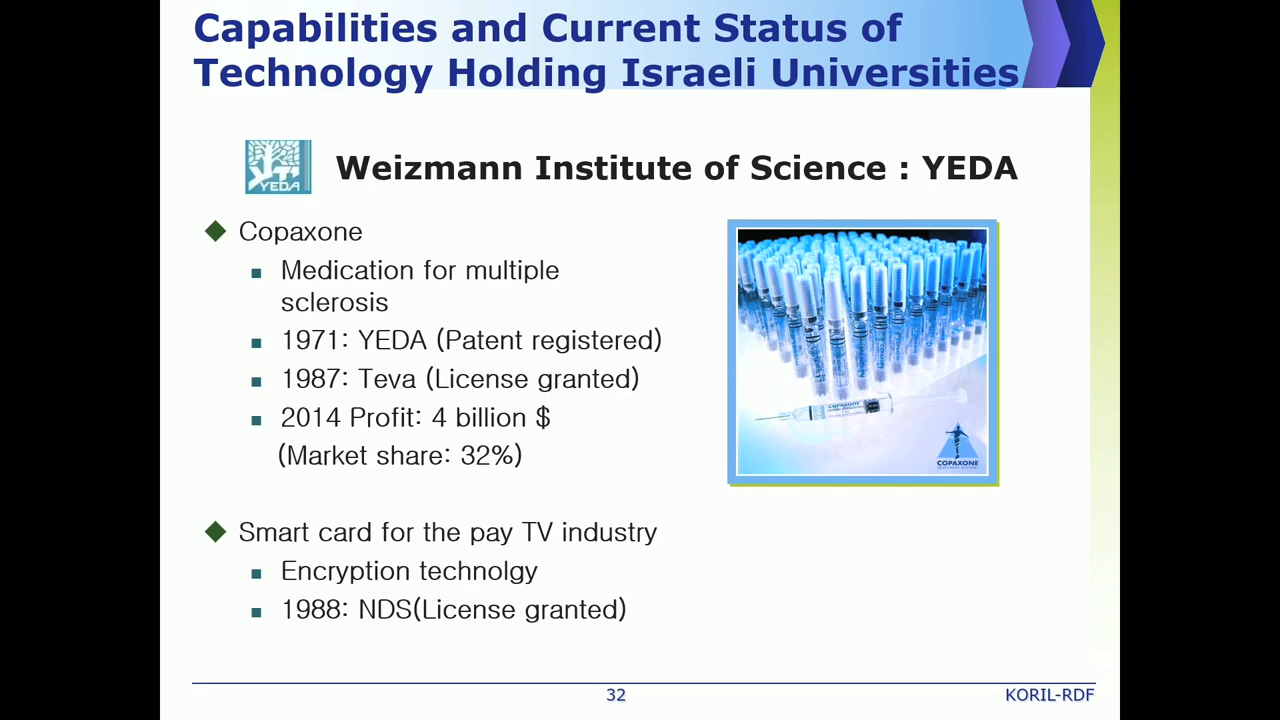 Capabilities and Current Status of
Technology Holding Israeli Universities
YEDA
Weizmann Institute of Science : YEDA
Copaxone
Medication for multiple
sclerosis
1971: YEDA (Patent registered)
1987: Teva (License granted)
2014 Profit: 4 billion $
(Market share: 32%)
COPAXONE
COPAXONE
Smart card for the pay TV industry
Encryption technolgy
1988: NDS(License granted)
32
KORIL-RDF